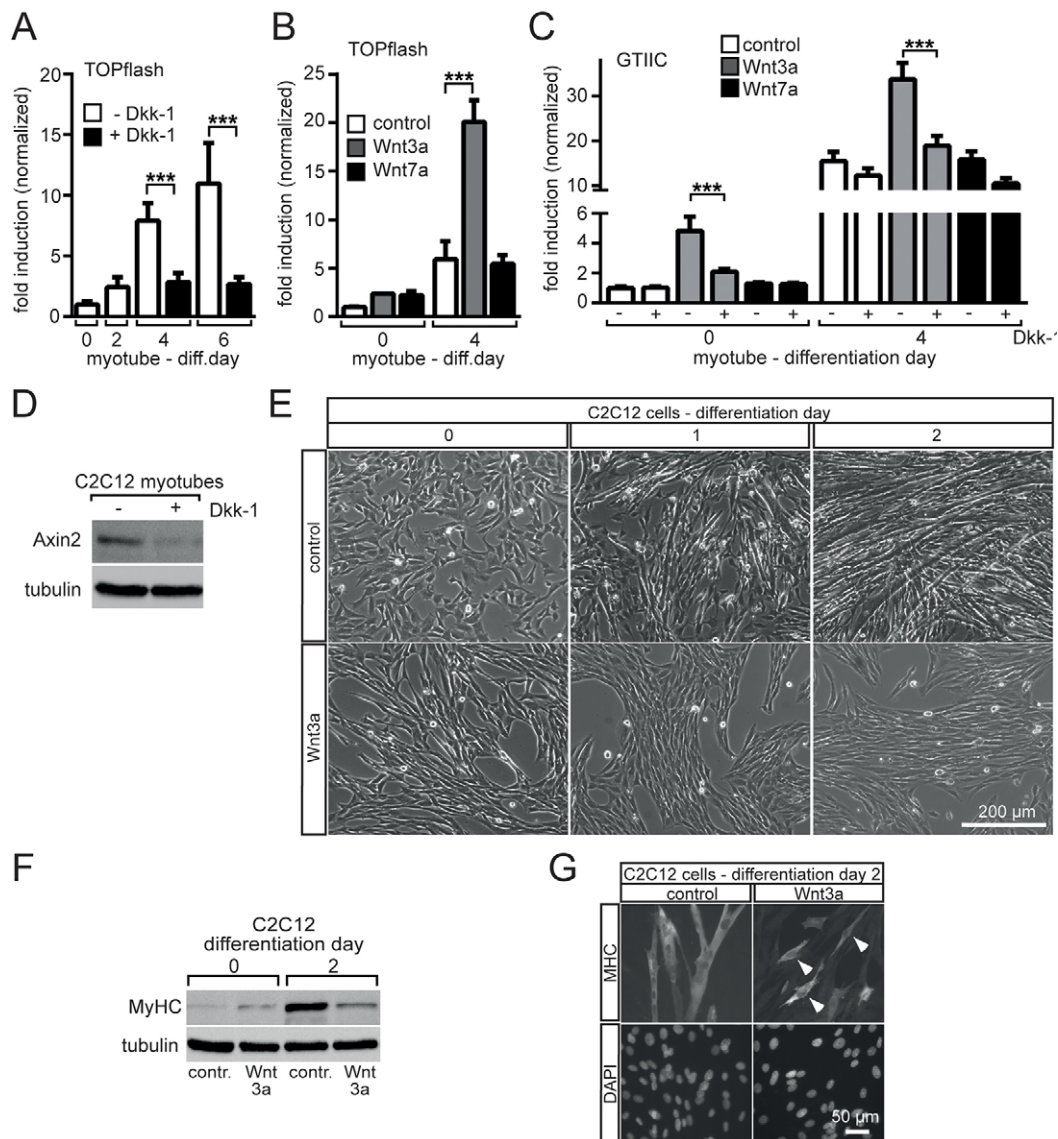 A
TOPflash
fold induction (normalized)
20
15
10
5
0
- Dkk-1
+ Dkk-1
***
***
0 2 4 6
myotube - diff.day
B
TOPflash
fold induction (normalized)
25
20
15
10
5
0
control
Wnt3a
Wnt7a
***
0 4
myotube - diff.day
C
GTIIC
control
Wnt3a
Wnt7a
fold induction (normalized)
30
20
10
6
4
2
0
***
***
- + - + - + - + - + - +
0 4 Dkk-1
myotube - differentiation day
D
C2C12 myotubes
- + Dkk-1
Axin2
tubulin
E
C2C12 cells - differentiation day
0 1 2
control
Wnt3a
200 µm
F
C2C12
differentiation day
0 2
MyHC
tubulin
contr. Wnt contr. Wnt
3a 3a
G
C2C12 cells - differentiation day 2
control Wnt3a
MHC
DAPI
50 µm